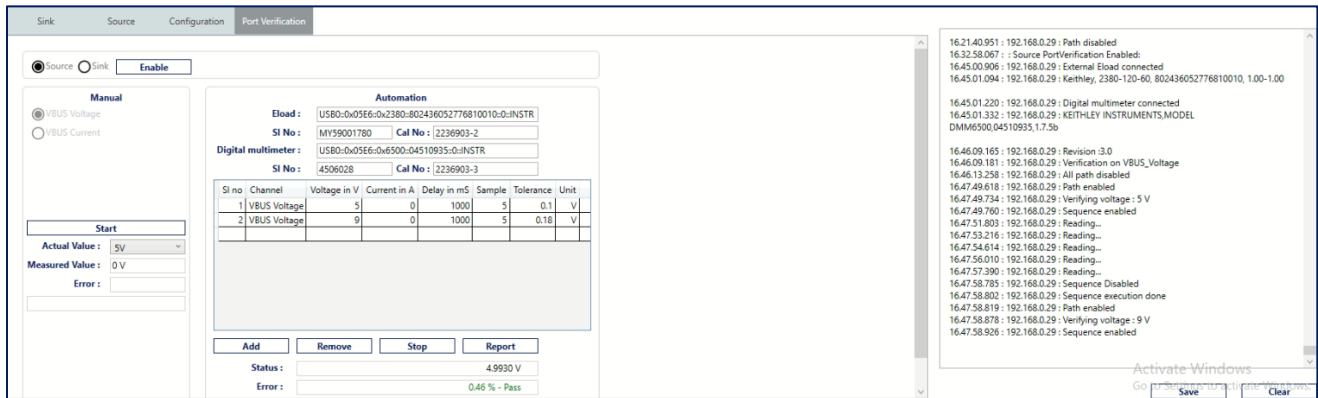 Sink Source Configuration Port Verification
Source Sink Enable
Manual
VBUS Voltage
VBUS Current
Start
Actual Value : 5V
Measured Value : 0 V
Error :
Automation
Eload : USB0::0x05E6::0x2380::802436052776810010::0::INSTR
Sl No : MY59001780 Cal No : 2236903-2
Digital multimeter : USB0::0x05E6::0x6500::04510935::0::INSTR
Sl No : 4506028 Cal No : 2236903-3
Sl no Channel Voltage in V Current in A Delay in mS Sample Tolerance Unit
1 VBUS Voltage 5 0 1000 5 0.1 V
2 VBUS Voltage 9 0 1000 5 0.18 V
Add Remove Stop Report
Status : 4.9930 V
Error : 0.46 % - Pass
16.21.40.951 : 192.168.0.29 : Path disabled
16.32.58.067 : : Source PortVerification Enabled:
16.45.00.906 : 192.168.0.29 : External Eload connected
16.45.01.094 : 192.168.0.29 : Keithley, 2380-120-60, 802436052776810010, 1.00-1.00
16.45.01.220 : 192.168.0.29 : Digital multimeter connected
16.45.01.332 : 192.168.0.29 : KEITHLEY INSTRUMENTS,MODEL
DMM6500,04510935,1.7.5b
16.46.09.165 : 192.168.0.29 : Revision :3.0
16.46.09.181 : 192.168.0.29 : Verification on VBUS_Voltage
16.46.13.258 : 192.168.0.29 : All path disabled
16.47.49.618 : 192.168.0.29 : Path enabled
16.47.49.734 : 192.168.0.29 : Verifying voltage : 5 V
16.47.49.760 : 192.168.0.29 : Sequence enabled
16.47.51.803 : 192.168.0.29 : Reading...
16.47.53.216 : 192.168.0.29 : Reading...
16.47.54.614 : 192.168.0.29 : Reading...
16.47.56.010 : 192.168.0.29 : Reading...
16.47.57.390 : 192.168.0.29 : Reading...
16.47.58.785 : 192.168.0.29 : Sequence Disabled
16.47.58.802 : 192.168.0.29 : Sequence execution done
16.47.58.819 : 192.168.0.29 : Path enabled
16.47.58.878 : 192.168.0.29 : Verifying voltage : 9 V
16.47.58.926 : 192.168.0.29 : Sequence enabled
Activate Windows
Go to Settings to activate Windows.
Save Clear